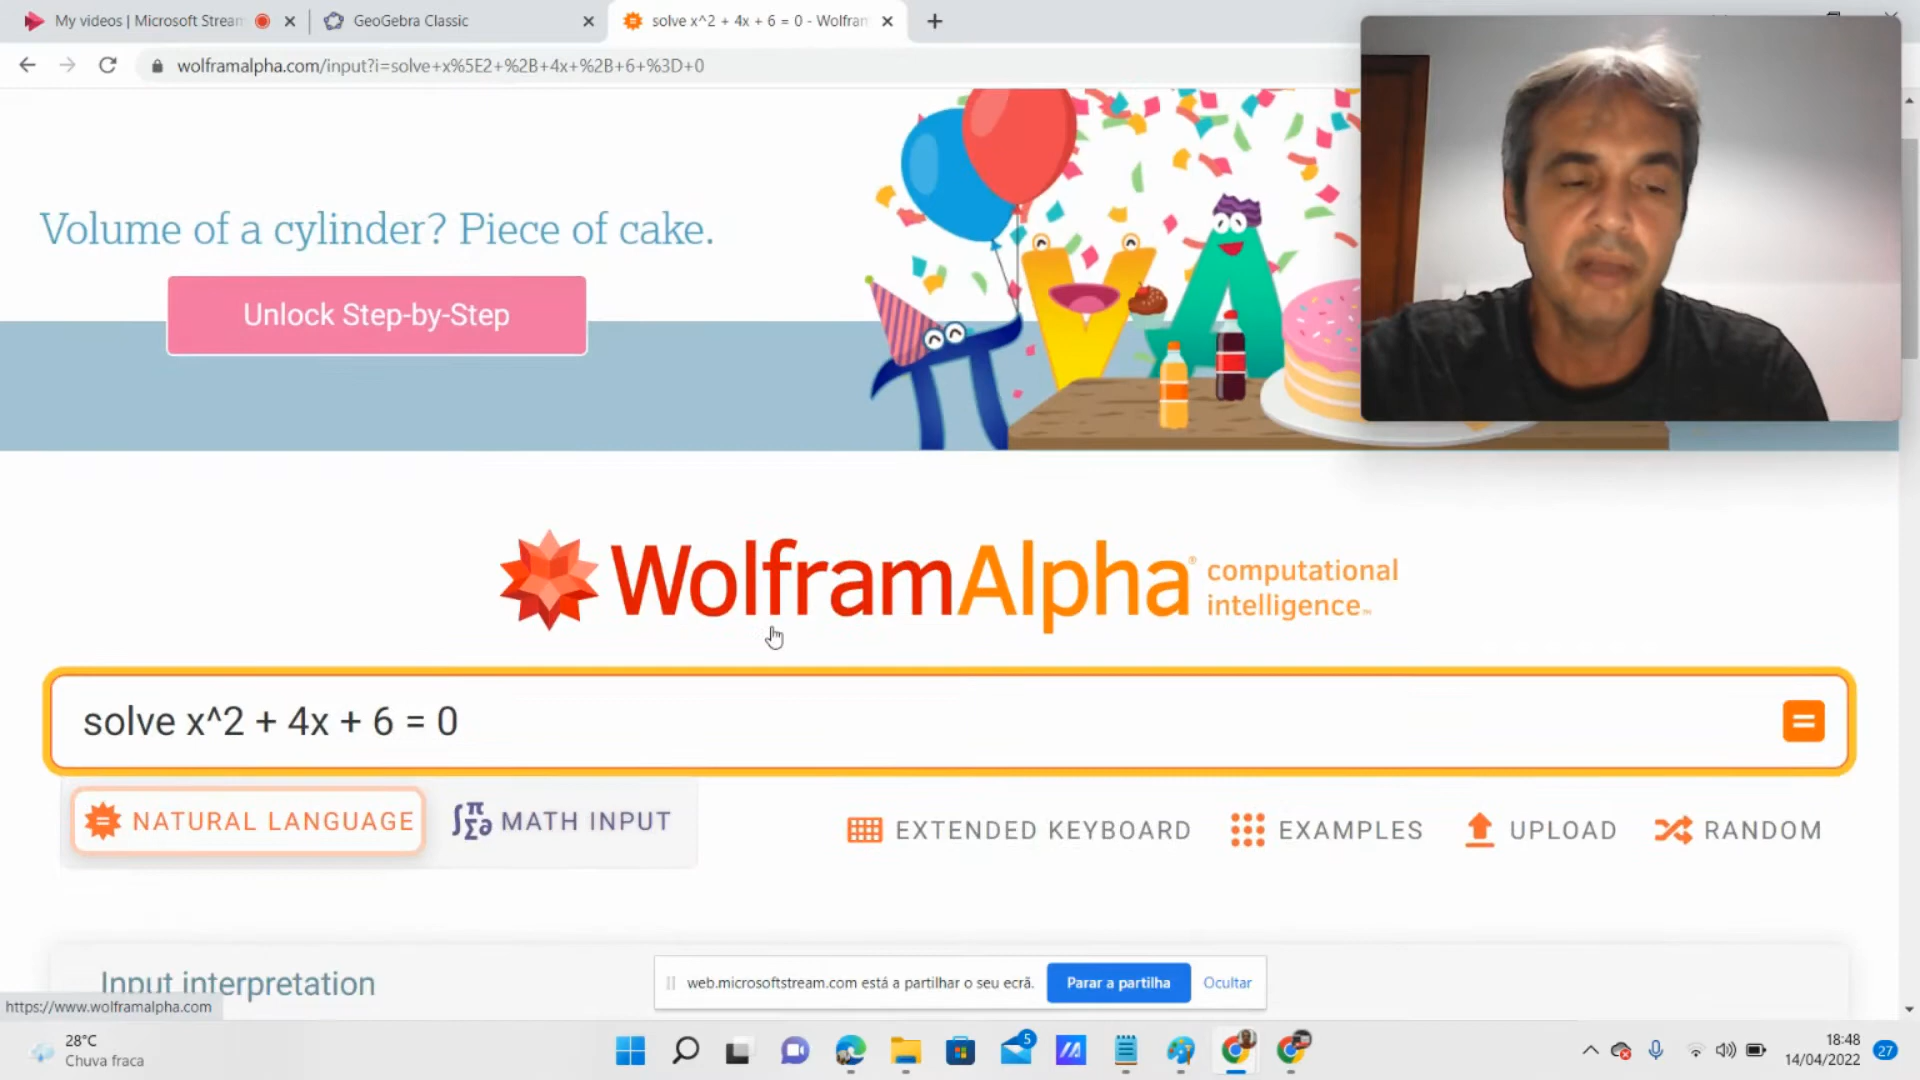 My videos | Microsoft Stream
GeoGebra Classic
solve x^2 + 4x + 6 = 0 - Wolfram
wolframalpha.com/input?i=solve+x%5E2+%2B+4x+%2B+6+%3D+0
Volume of a cylinder? Piece of cake.
Unlock Step-by-Step
WolframAlpha computational intelligence™
solve x^2 + 4x + 6 = 0
NATURAL LANGUAGE
MATH INPUT
EXTENDED KEYBOARD
EXAMPLES
UPLOAD
RANDOM
Input interpretation
web.microsoftstream.com está a partilhar o seu ecrã.
Parar a partilha
Ocultar
https://www.wolframalpha.com
28°C
Chuva fraca
5
18:48
14/04/2022
27